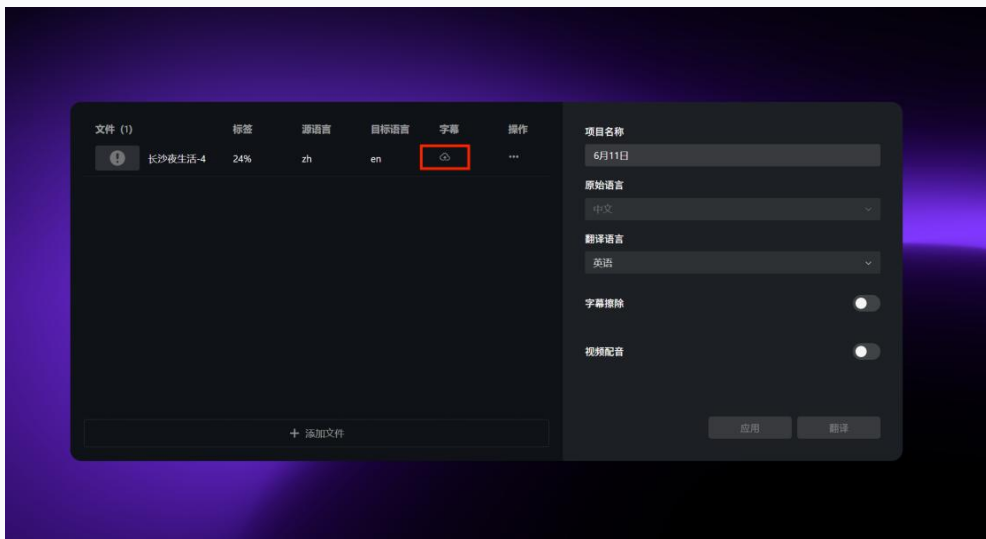 文件 (1) 标签 源语言 目标语言 字幕 操作
长沙夜生活-4 24% zh en ...
+ 添加文件
项目名称
6月11日
原始语言
中文
翻译语言
英语
字幕擦除
视频配音
应用 翻译